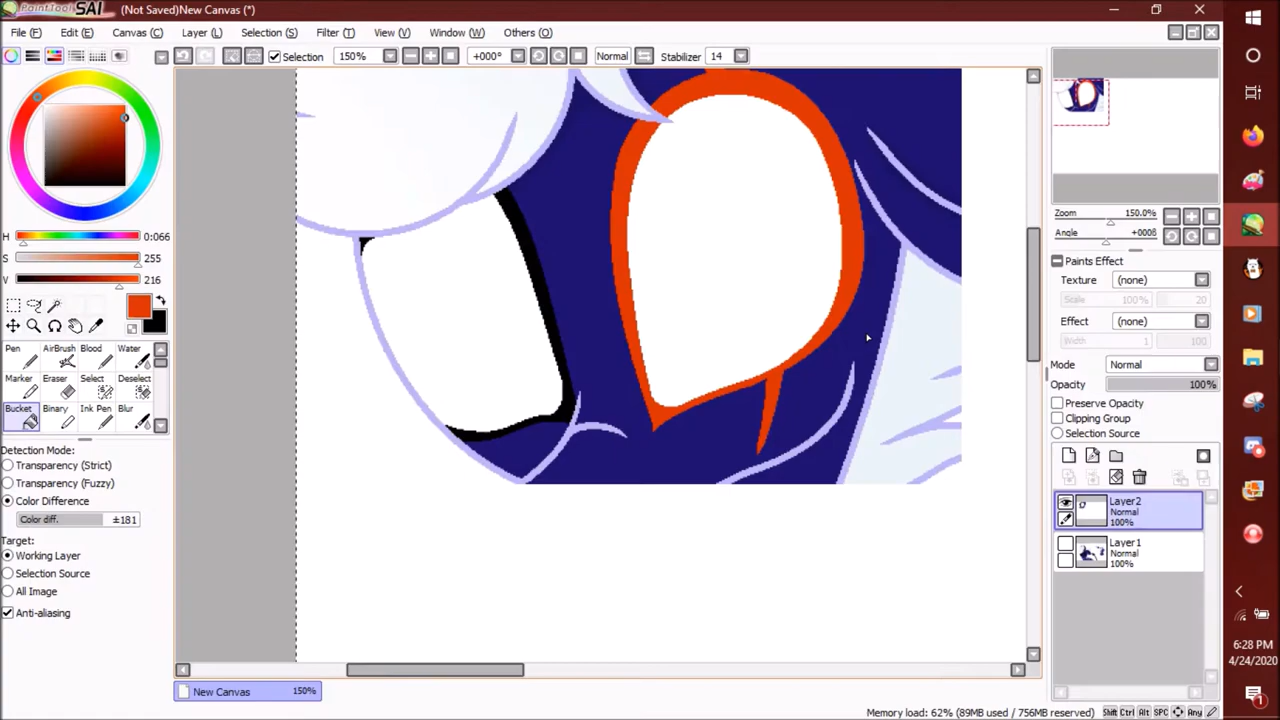 PaintTool SAI (Not Saved)New Canvas (*)
File (F) Edit (E) Canvas (C) Layer (L) Selection (S) Filter (T) View (V) Window (W) Others (O)
Selection 150% +000° Normal Stabilizer 14
H 0:066
S 255
V 216
Pen AirBrush Blood Water
Marker Eraser Select Deselect
Bucket Binary Ink Pen Blur
Detection Mode:
Transparency (Strict)
Transparency (Fuzzy)
Color Difference
Color diff. ±181
Target:
Working Layer
Selection Source
All Image
Anti-aliasing
New Canvas 150%
Zoom 150.0%
Angle +000ß
Paints Effect
Texture (none)
Scale 100% 20
Effect (none)
Width 1 100
Mode Normal
Opacity 100%
Preserve Opacity
Clipping Group
Selection Source
Layer2
Normal
100%
Layer1
Normal
100%
Memory load: 62% (89MB used / 756MB reserved) Shift Ctrl Alt SPC Any
6:28 PM
4/24/2020
1